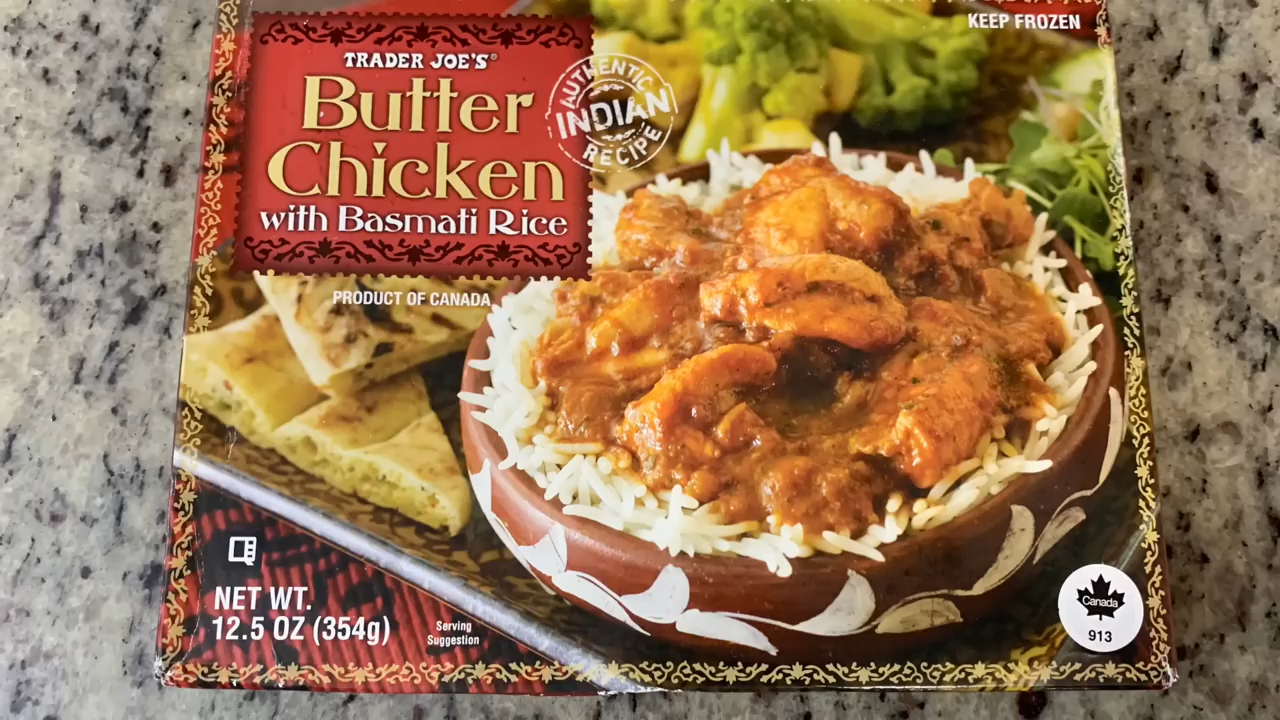 KEEP FROZEN
TRADER JOE'S®
Butter
Chicken
with Basmati Rice
AUTHENTIC
INDIAN
RECIPE
PRODUCT OF CANADA
NET WT.
12.5 OZ (354g)
Serving
Suggestion
Canada
913